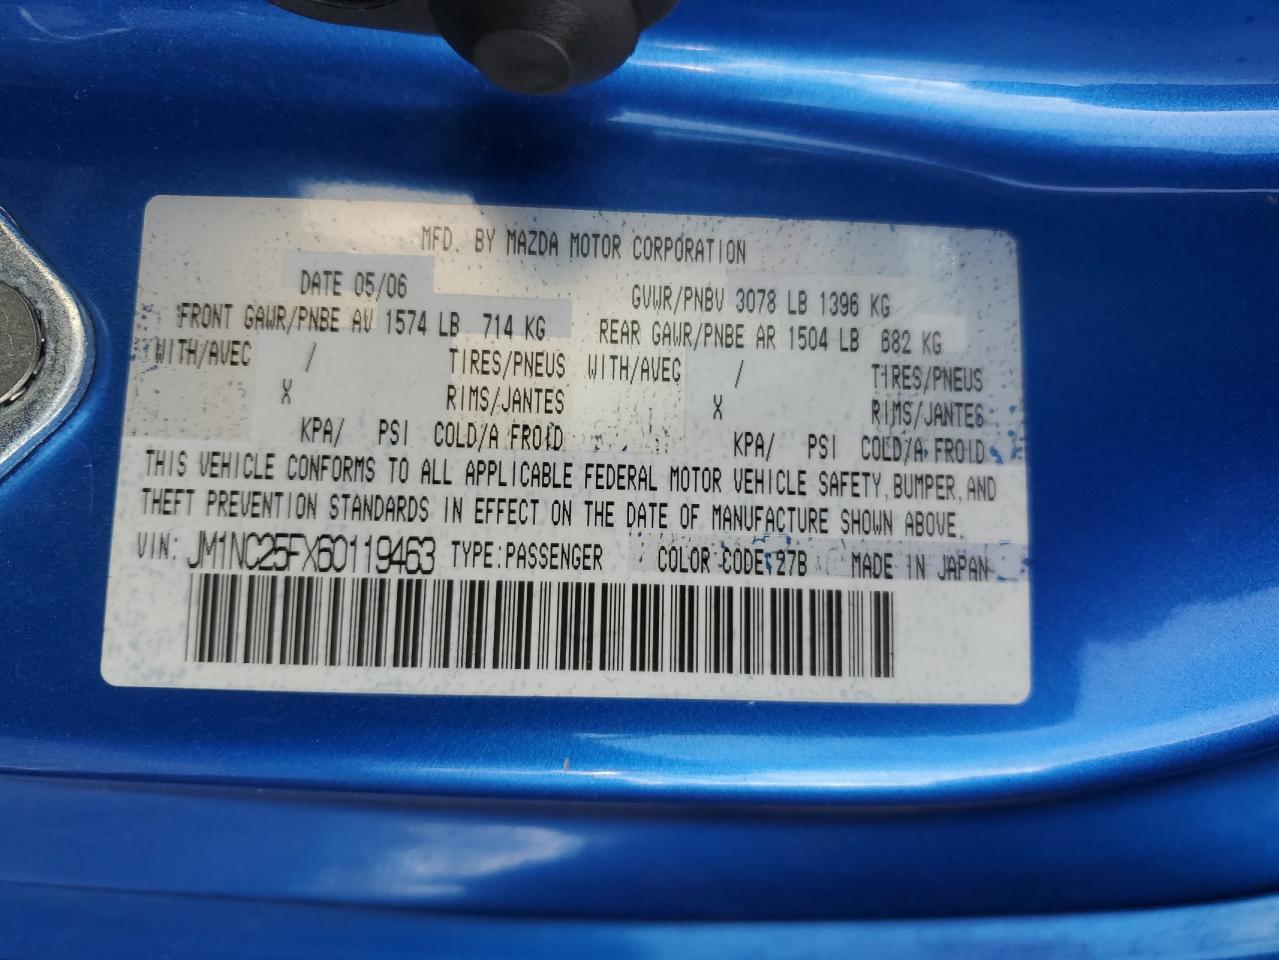 MFD. BY MAZDA MOTOR CORPORATION
DATE 05/06 GVWR/PNBV 3078 LB 1396 KG
FRONT GAWR/PNBE AV 1574 LB 714 KG REAR GAWR/PNBE AR 1504 LB 682 KG
WITH/AVEC / TIRES/PNEUS WITH/AVEC / TIRES/PNEUS
X RIMS/JANTES X RIMS/JANTES
KPA/ PSI COLD/A FROID KPA/ PSI COLD/A FROID
THIS VEHICLE CONFORMS TO ALL APPLICABLE FEDERAL MOTOR VEHICLE SAFETY, BUMPER, AND
THEFT PREVENTION STANDARDS IN EFFECT ON THE DATE OF MANUFACTURE SHOWN ABOVE.
VIN: JM1NC25FX60119463 TYPE:PASSENGER COLOR CODE:27B MADE IN JAPAN